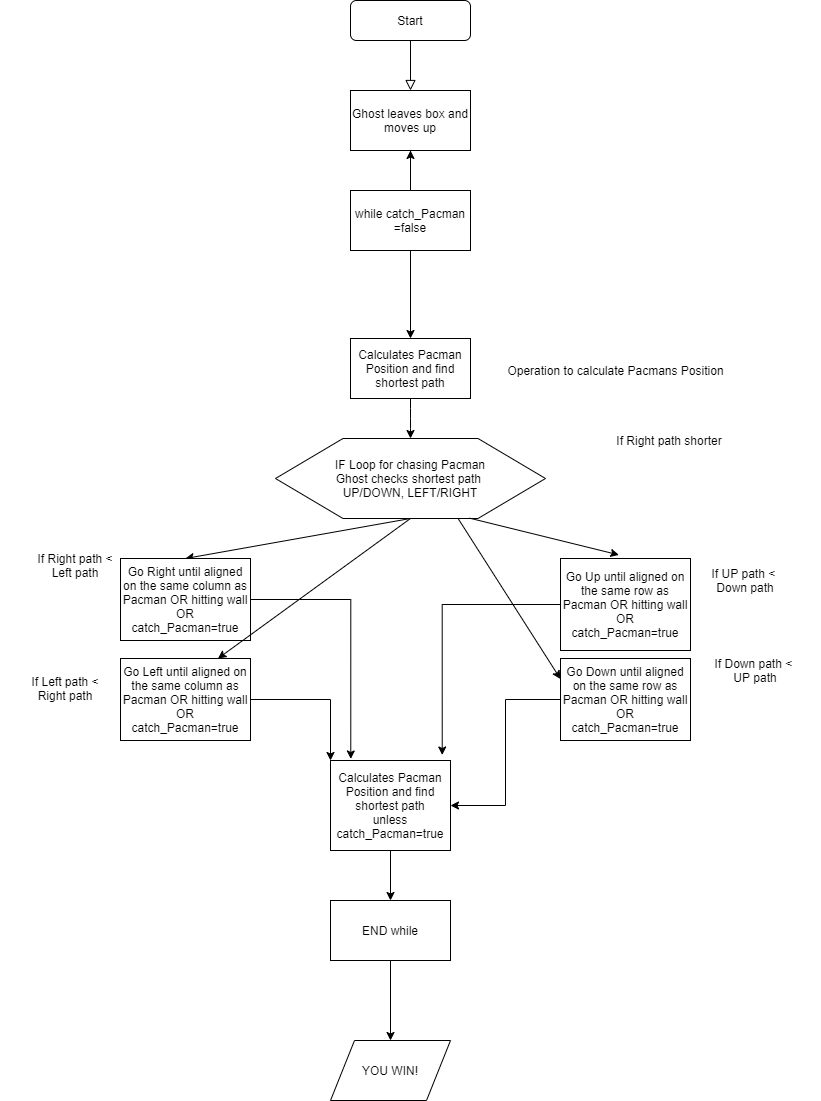 Start
Ghost leaves box and
moves up
while catch_Pacman
=false
Calculates Pacman
Position and find
shortest path
Operation to calculate Pacmans Position
If Right path shorter
IF Loop for chasing Pacman
Ghost checks shortest path
UP/DOWN, LEFT/RIGHT
If Right path <
Left path
Go Right until aligned
on the same column as
Pacman OR hitting wall
OR
catch_Pacman=true
Go Up until aligned on
the same row as
Pacman OR hitting wall
OR
catch_Pacman=true
If UP path <
Down path
If Left path <
Right path
Go Left until aligned on
the same column as
Pacman OR hitting wall
OR
catch_Pacman=true
Go Down until aligned
on the same row as
Pacman OR hitting wall
OR
catch_Pacman=true
If Down path <
UP path
Calculates Pacman
Position and find
shortest path
unless
catch_Pacman=true
END while
YOU WIN!